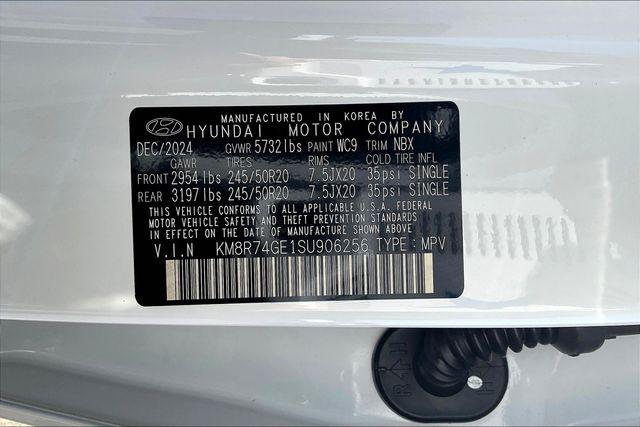 MANUFACTURED IN KOREA BY
HYUNDAI MOTOR COMPANY
DEC/2024 GVWR 5732lbs PAINT WC9 TRIM NBX
GAWR TIRES RIMS COLD TIRE INFL
FRONT 2954lbs 245/50R20 7.5JX20 35psi SINGLE
REAR 3197lbs 245/50R20 7.5JX20 35psi SINGLE
THIS VEHICLE CONFORMS TO ALL APPLICABLE U.S.A. FEDERAL
MOTOR VEHICLE SAFETY AND THEFT PREVENTION STANDARDS
IN EFFECT ON THE DATE OF MANUFACTURE SHOWN ABOVE
V.I.N KM8R74GE1SU906256 TYPE : MPV
R H